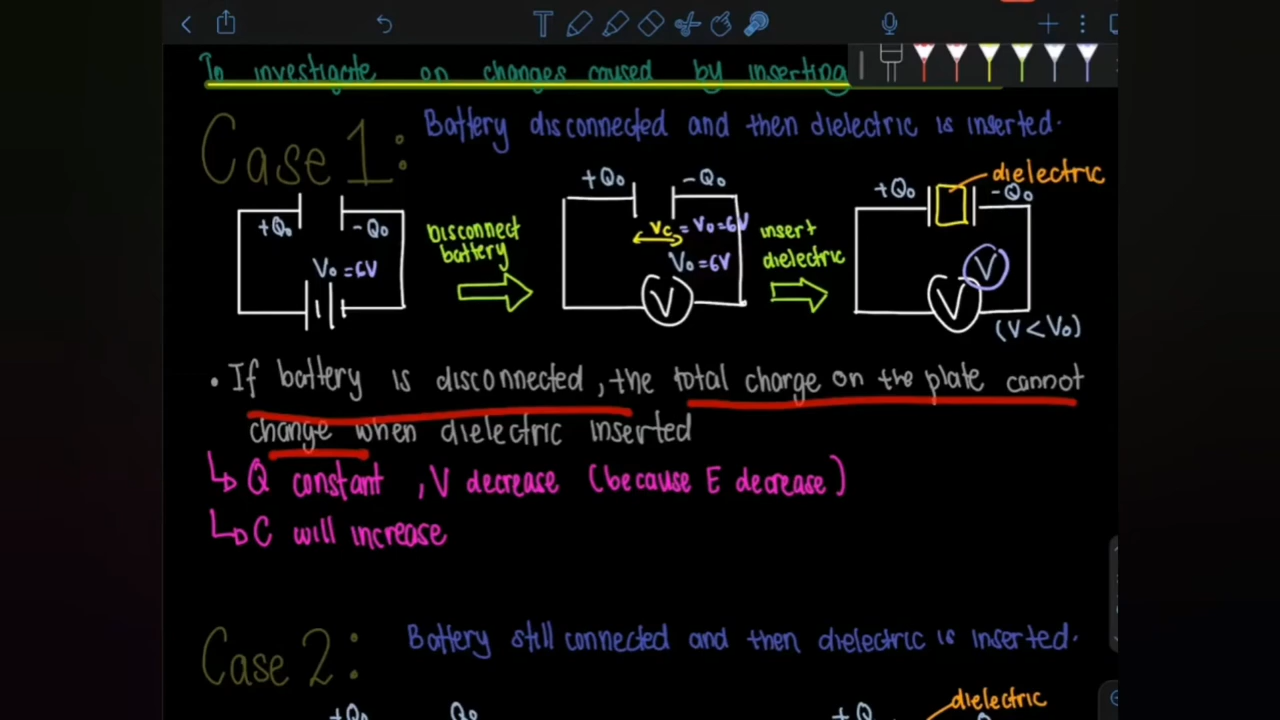 To investigate on changes caused by inserting
Case 1:
Battery disconnected and then dielectric is inserted.
+Q₀ -Q₀
V₀ = 6V
Disconnect
battery
+Q₀ -Q₀
Vc = V₀ = 6V
V₀ = 6V
V
insert
dielectric
dielectric
+Q₀ -Q₀
V
V
(V < V₀)
• If battery is disconnected, the total charge on the plate cannot
change when dielectric inserted
↳ Q constant, V decrease (because E decrease)
↳ C will increase
Case 2:
Battery still connected and then dielectric is inserted.
dielectric